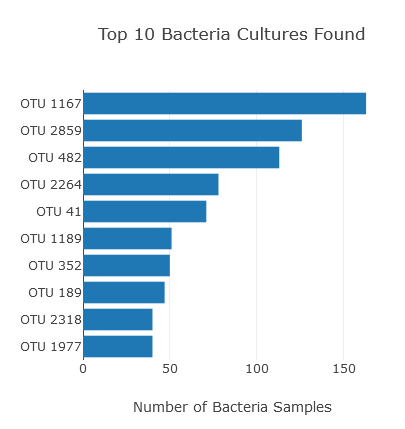 Top 10 Bacteria Cultures Found
OTU 1167
OTU 2859
OTU 482
OTU 2264
OTU 41
OTU 1189
OTU 352
OTU 189
OTU 2318
OTU 1977
0 50 100 150
Number of Bacteria Samples